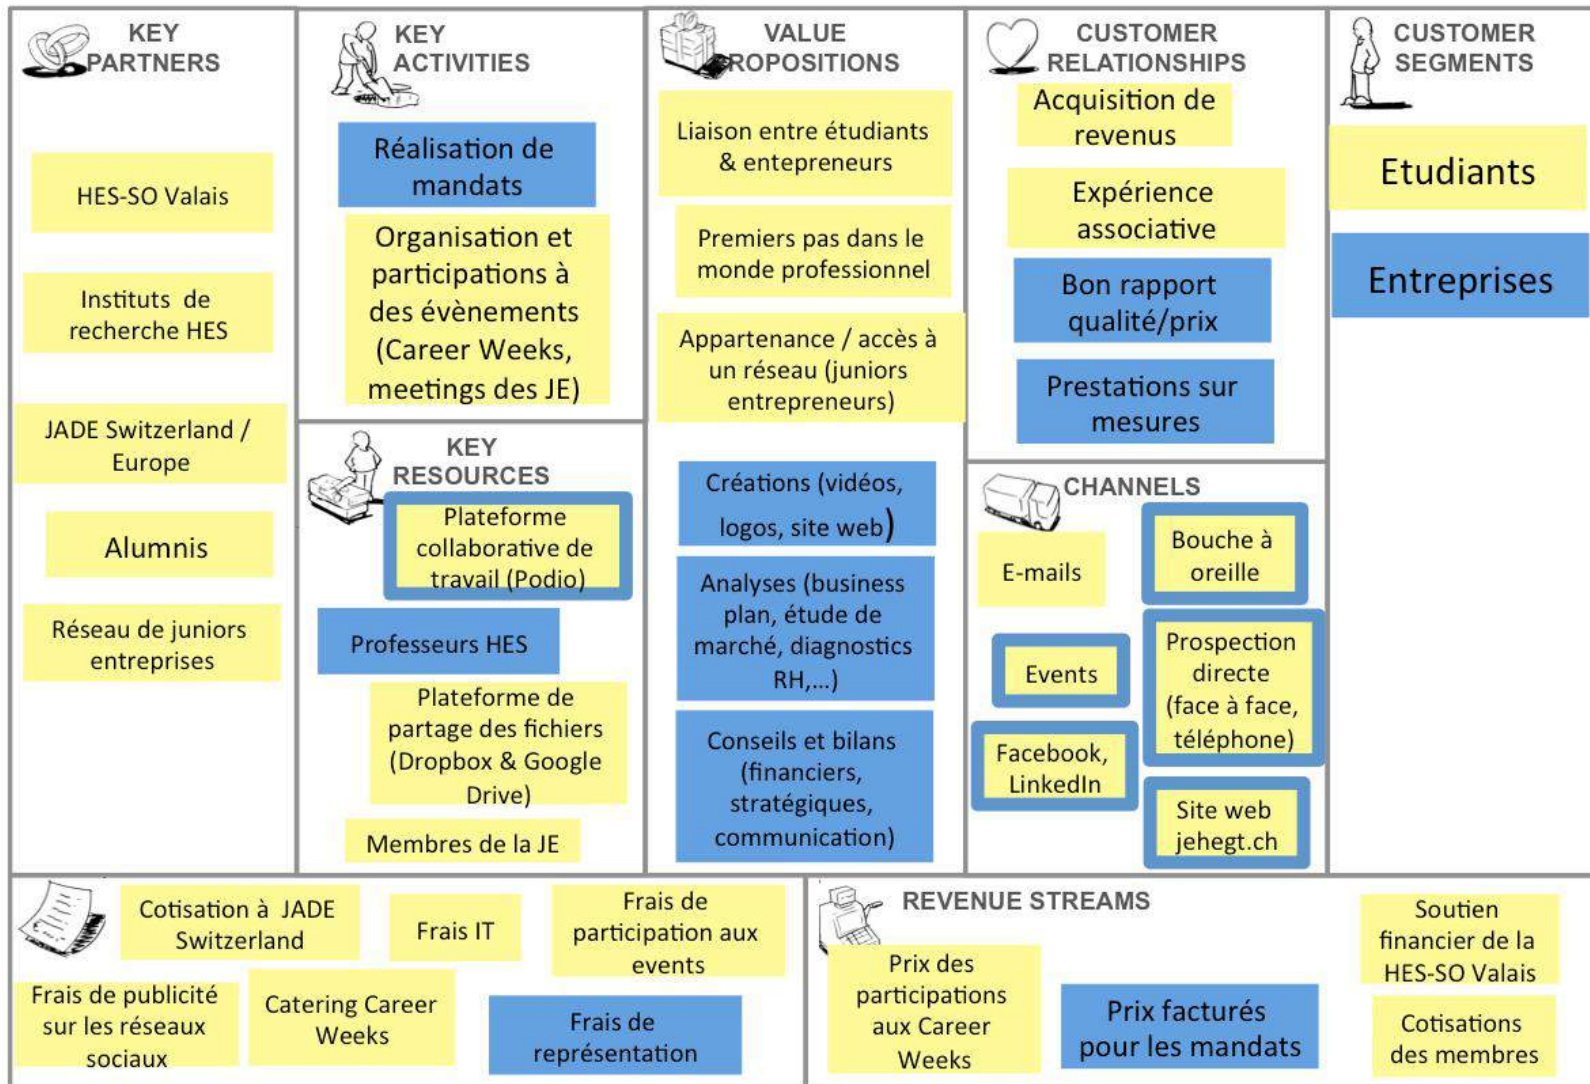 KEY
PARTNERS
HES-SO Valais
Instituts de
recherche HES
JADE Switzerland /
Europe
Alumnis
Réseau de juniors
entreprises
KEY
ACTIVITIES
Réalisation de
mandats
Organisation et
participations à
des évènements
(Career Weeks,
meetings des JE)
KEY
RESOURCES
Plateforme
collaborative de
travail (Podio)
Professeurs HES
Plateforme de
partage des fichiers
(Dropbox & Google
Drive)
Membres de la JE
VALUE
ROPOSITIONS
Liaison entre étudiants
& entepreneurs
Premiers pas dans le
monde professionnel
Appartenance / accès à
un réseau (juniors
entrepreneurs)
Créations (vidéos,
logos, site web)
Analyses (business
plan, étude de
marché, diagnostics
RH,...)
Conseils et bilans
(financiers,
stratégiques,
communication)
CUSTOMER
RELATIONSHIPS
Acquisition de
revenus
Expérience
associative
Bon rapport
qualité/prix
Prestations sur
mesures
CHANNELS
E-mails
Bouche à
oreille
Events
Prospection
directe
(face à face,
téléphone)
Facebook,
LinkedIn
Site web
jehegt.ch
CUSTOMER
SEGMENTS
Etudiants
Entreprises
Cotisation à JADE
Switzerland
Frais IT
Frais de
participation aux
events
Frais de publicité
sur les réseaux
sociaux
Catering Career
Weeks
Frais de
représentation
REVENUE STREAMS
Prix des
participations
aux Career
Weeks
Prix facturés
pour les mandats
Soutien
financier de la
HES-SO Valais
Cotisations
des membres